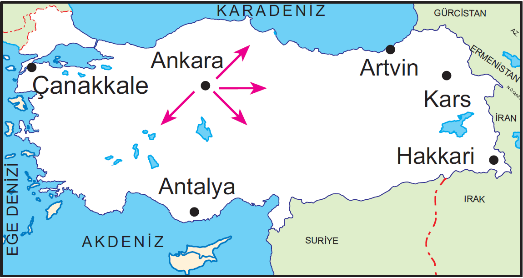 KARADENİZ
GÜRCİSTAN
AZ
Ankara
Artvin
ERMENİSTAN
Çanakkale
Kars
İRAN
Hakkari
Antalya
EGE DENİZİ
AKDENİZ
SURİYE
IRAK